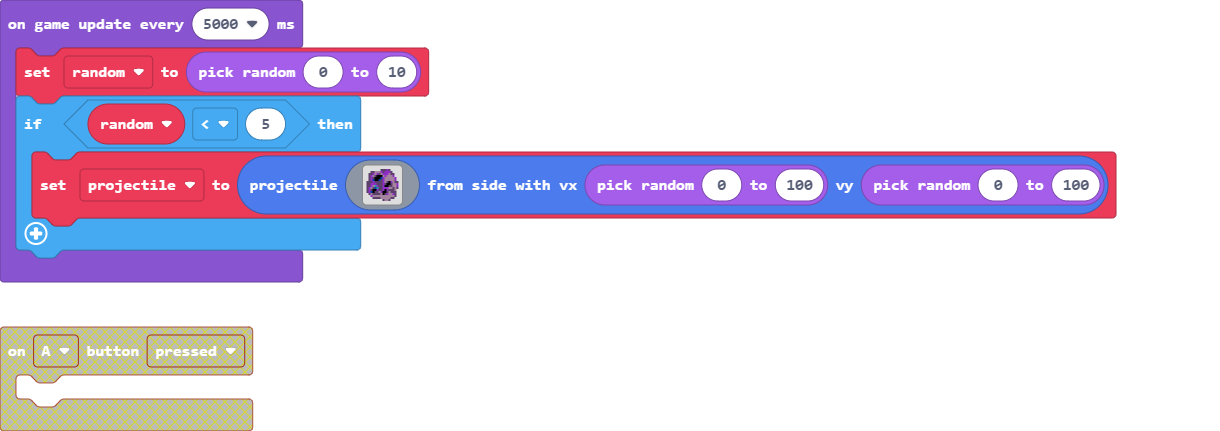 on game update every 5000 ms
set random to pick random 0 to 10
if random < 5 then
set projectile to projectile from side with vx pick random 0 to 100 vy pick random 0 to 100
on A button pressed